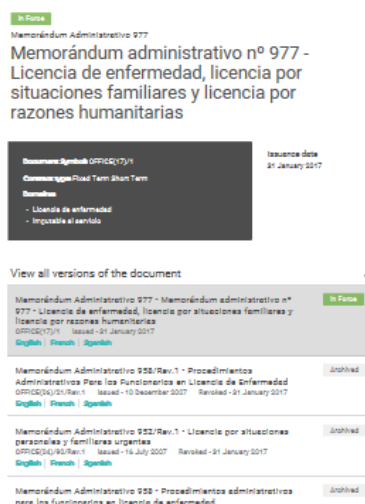 In Force
Memorándum Administrativo 977
Memorándum administrativo nº 977 -
Licencia de enfermedad, licencia por
situaciones familiares y licencia por
razones humanitarias
Document Symbol: OFFICE(17)/1
Contract type: Fixed Term Short Term
Domains:
- Licencia de enfermedad
- Imputable al servicio
Issuance date
31 January 2017
View all versions of the document
Memorándum Administrativo 977 - Memorándum administrativo nº
977 - Licencia de enfermedad, licencia por situaciones familiares y
licencia por razones humanitarias
OFFICE(17)/1 Issued - 31 January 2017
English | French | Spanish
In Force
Memorándum Administrativo 958/Rev.1 - Procedimientos
Administrativos Para los Funcionarios en Licencia de Enfermedad
/21/Rev.1 Issued - 10 December 2007 Revoked - 31 January 2017
English | French | Spanish
Archived
Memorándum Administrativo 952/Rev.1 - Licencia por situaciones
personales y familiares urgentes
/Rev.1 Issued - 16 July 2007 Revoked - 31 January 2017
English | French | Spanish
Archived
Memorándum Administrativo 958 - Procedimientos administrativos
para los funcionarios en licencia de enfermedad
Archived